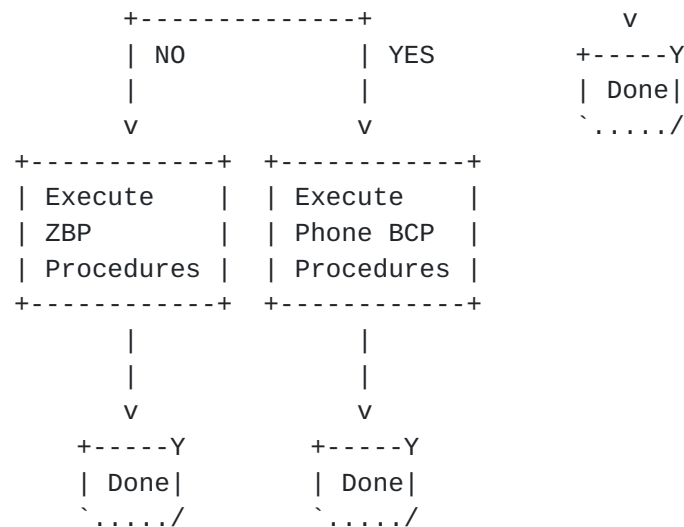 +--------------+                v
       | NO           | YES         +-----Y
       |              |             | Done|
       v              v             `...../
+------------+  +------------+
| Execute    |  | Execute    |
| ZBP        |  | Phone BCP  |
| Procedures |  | Procedures |
+------------+  +------------+
       |              |
       |              |
       v              v
    +-----Y        +-----Y
    | Done|        | Done|
    `...../        `...../